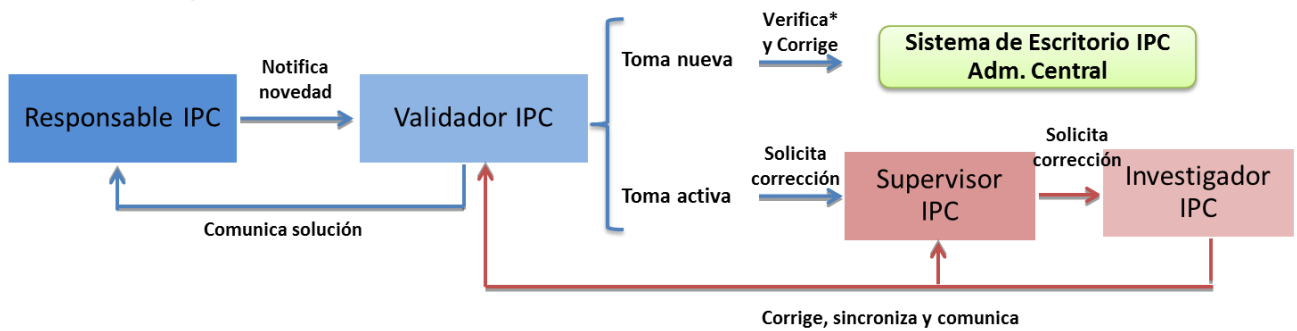 Responsable IPC
Notifica
novedad
Validador IPC
Comunica solución
Toma nueva
Verifica*
y Corrige
Sistema de Escritorio IPC
Adm. Central
Toma activa
Solicita
corrección
Supervisor
IPC
Solicita
corrección
Investigador
IPC
Corrige, sincroniza y comunica